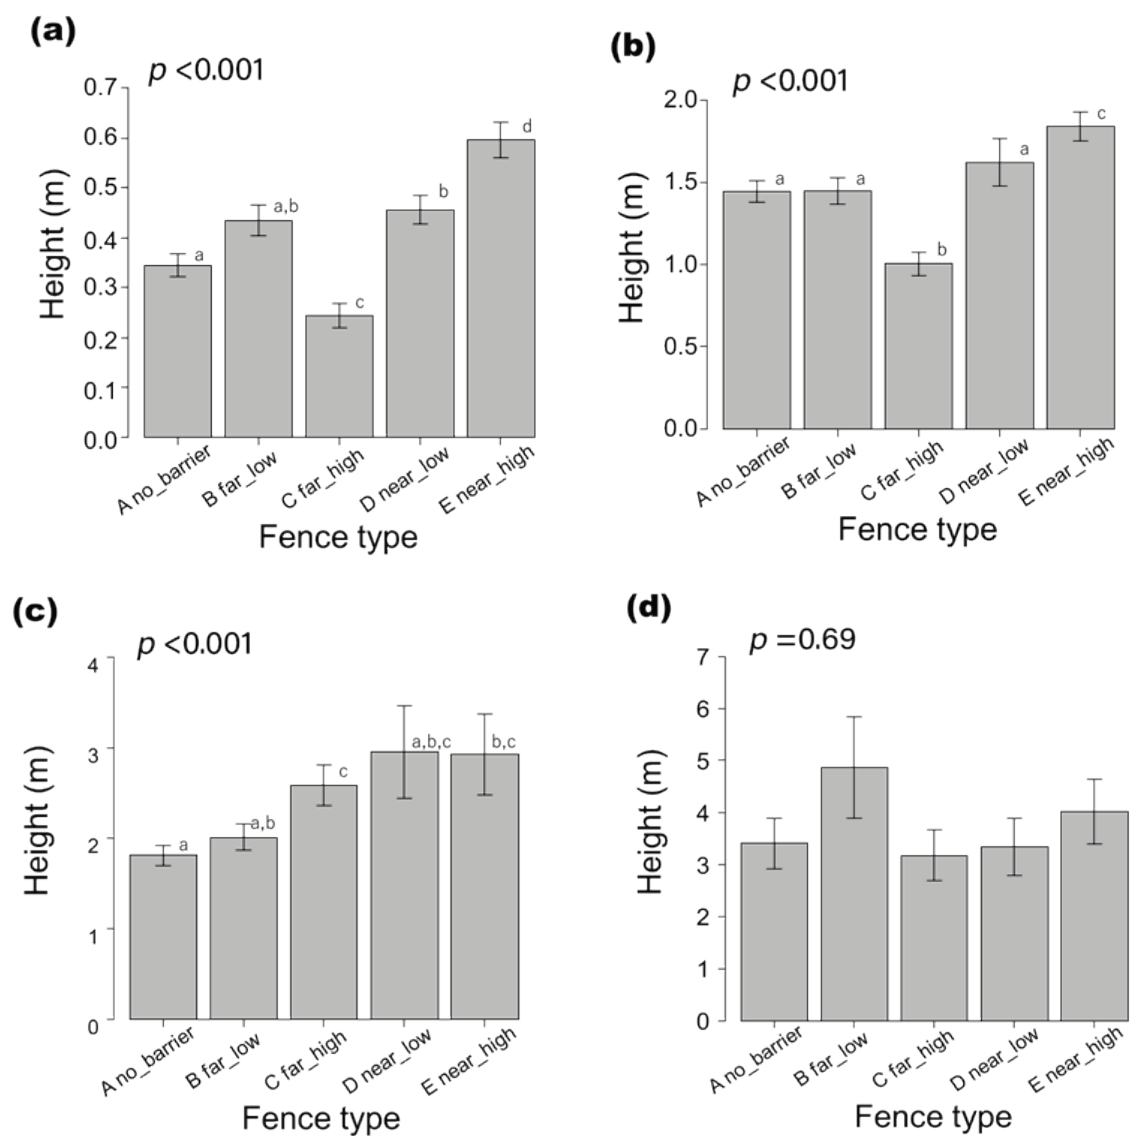 (a)
p <0.001
0.7
0.6
0.5
0.4
0.3
0.2
0.1
0.0
Height (m)
a
a,b
c
b
d
A no_barrier
B far_low
C far_high
D near_low
E near_high
Fence type
(b)
p <0.001
2.0
1.5
1.0
0.5
0.0
Height (m)
a
a
b
a
c
A no_barrier
B far_low
C far_high
D near_low
E near_high
Fence type
(c)
p <0.001
4
3
2
1
0
Height (m)
a
a,b
c
a,b,c
b,c
A no_barrier
B far_low
C far_high
D near_low
E near_high
Fence type
(d)
p =0.69
7
6
5
4
3
2
1
0
Height (m)
A no_barrier
B far_low
C far_high
D near_low
E near_high
Fence type